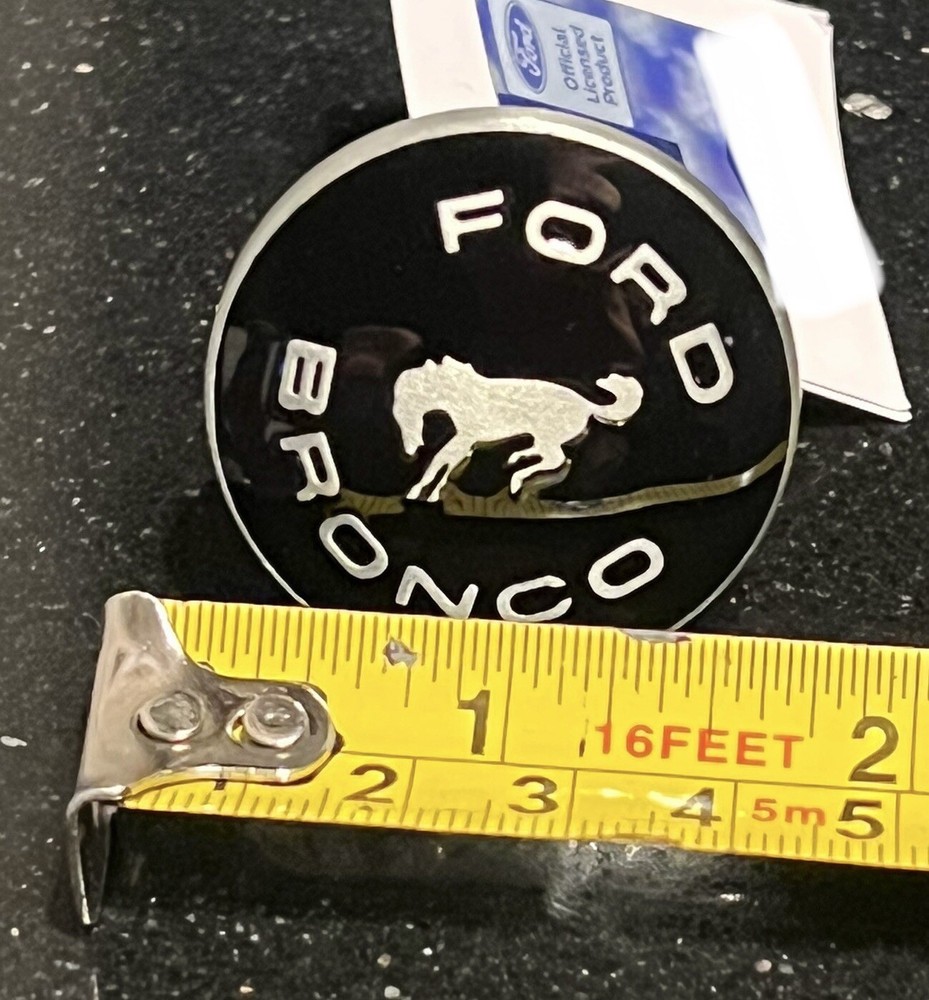 Ford
Official
Licensed
Product
FORD
BRONCO
1 16FEET 2
2 3 4 5m 5